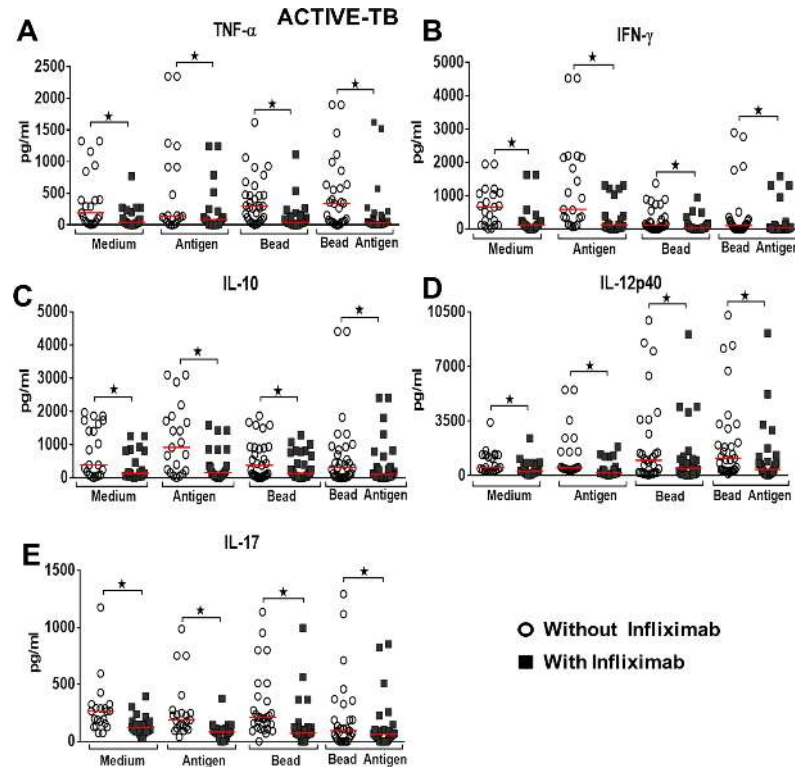 ACTIVE-TB
A
TNF-α
pg/ml
2500
2000
1500
1000
500
0
Medium Antigen Bead Bead Antigen
B
IFN-γ
pg/ml
5000
4000
3000
2000
1000
0
Medium Antigen Bead Bead Antigen
C
IL-10
pg/ml
5000
4000
3000
2000
1000
0
Medium Antigen Bead Bead Antigen
D
IL-12p40
pg/ml
10500
7500
3500
0
Medium Antigen Bead Bead Antigen
E
IL-17
pg/ml
1500
1000
500
0
Medium Antigen Bead Bead Antigen
Without Infliximab
With Infliximab